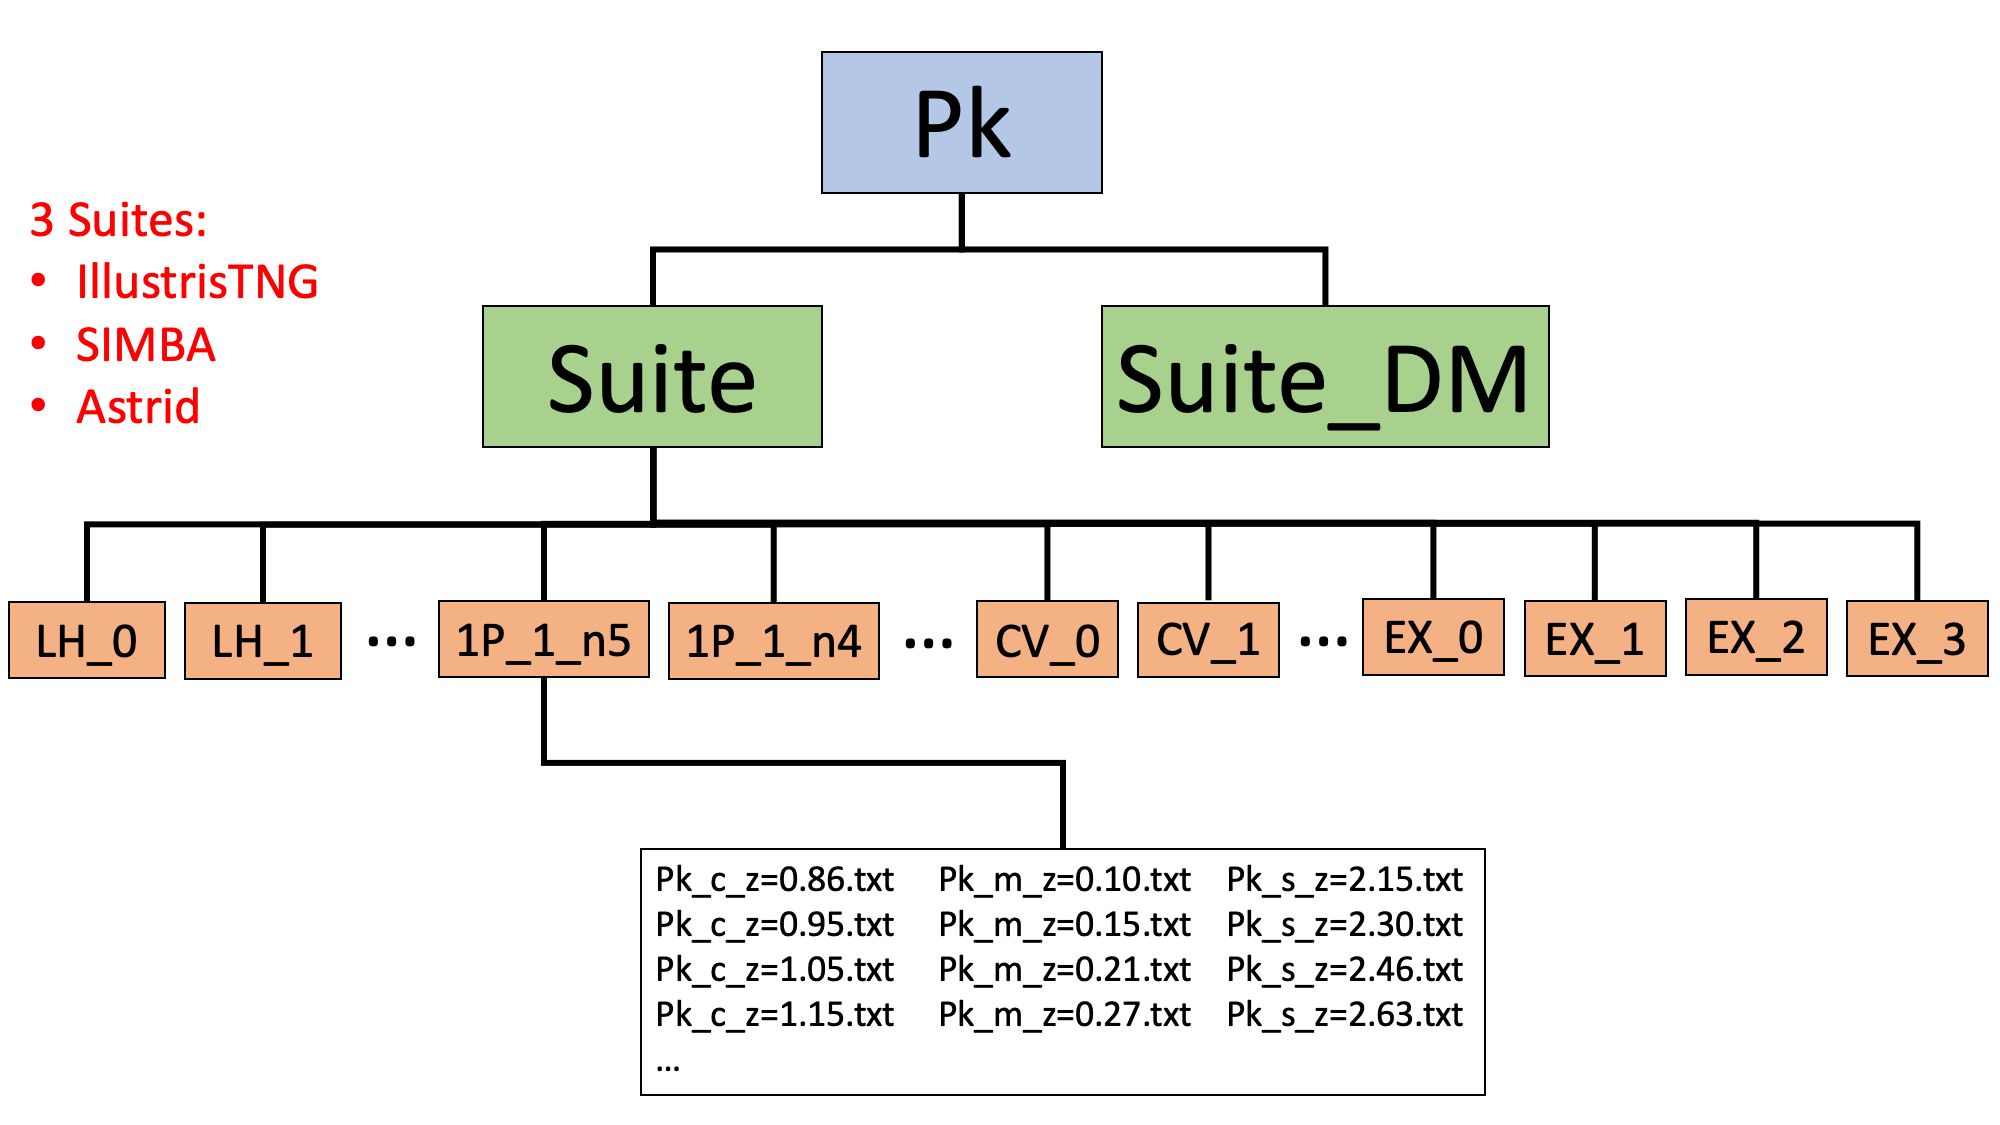 Pk
3 Suites:
• IllustrisTNG
• SIMBA
• Astrid
Suite
Suite_DM
LH_0 LH_1 ... 1P_1_n5 1P_1_n4 ... CV_0 CV_1 ... EX_0 EX_1 EX_2 EX_3
Pk_c_z=0.86.txt Pk_m_z=0.10.txt Pk_s_z=2.15.txt
Pk_c_z=0.95.txt Pk_m_z=0.15.txt Pk_s_z=2.30.txt
Pk_c_z=1.05.txt Pk_m_z=0.21.txt Pk_s_z=2.46.txt
Pk_c_z=1.15.txt Pk_m_z=0.27.txt Pk_s_z=2.63.txt
...